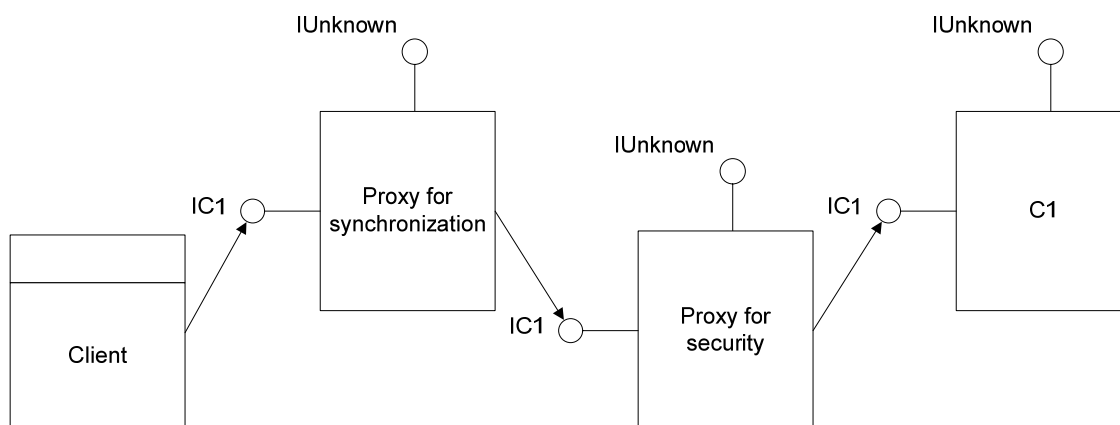 IUnknown
IUnknown
IUnknown
IC1
Proxy for
synchronization
IC1
C1
IC1
Proxy for
security
Client